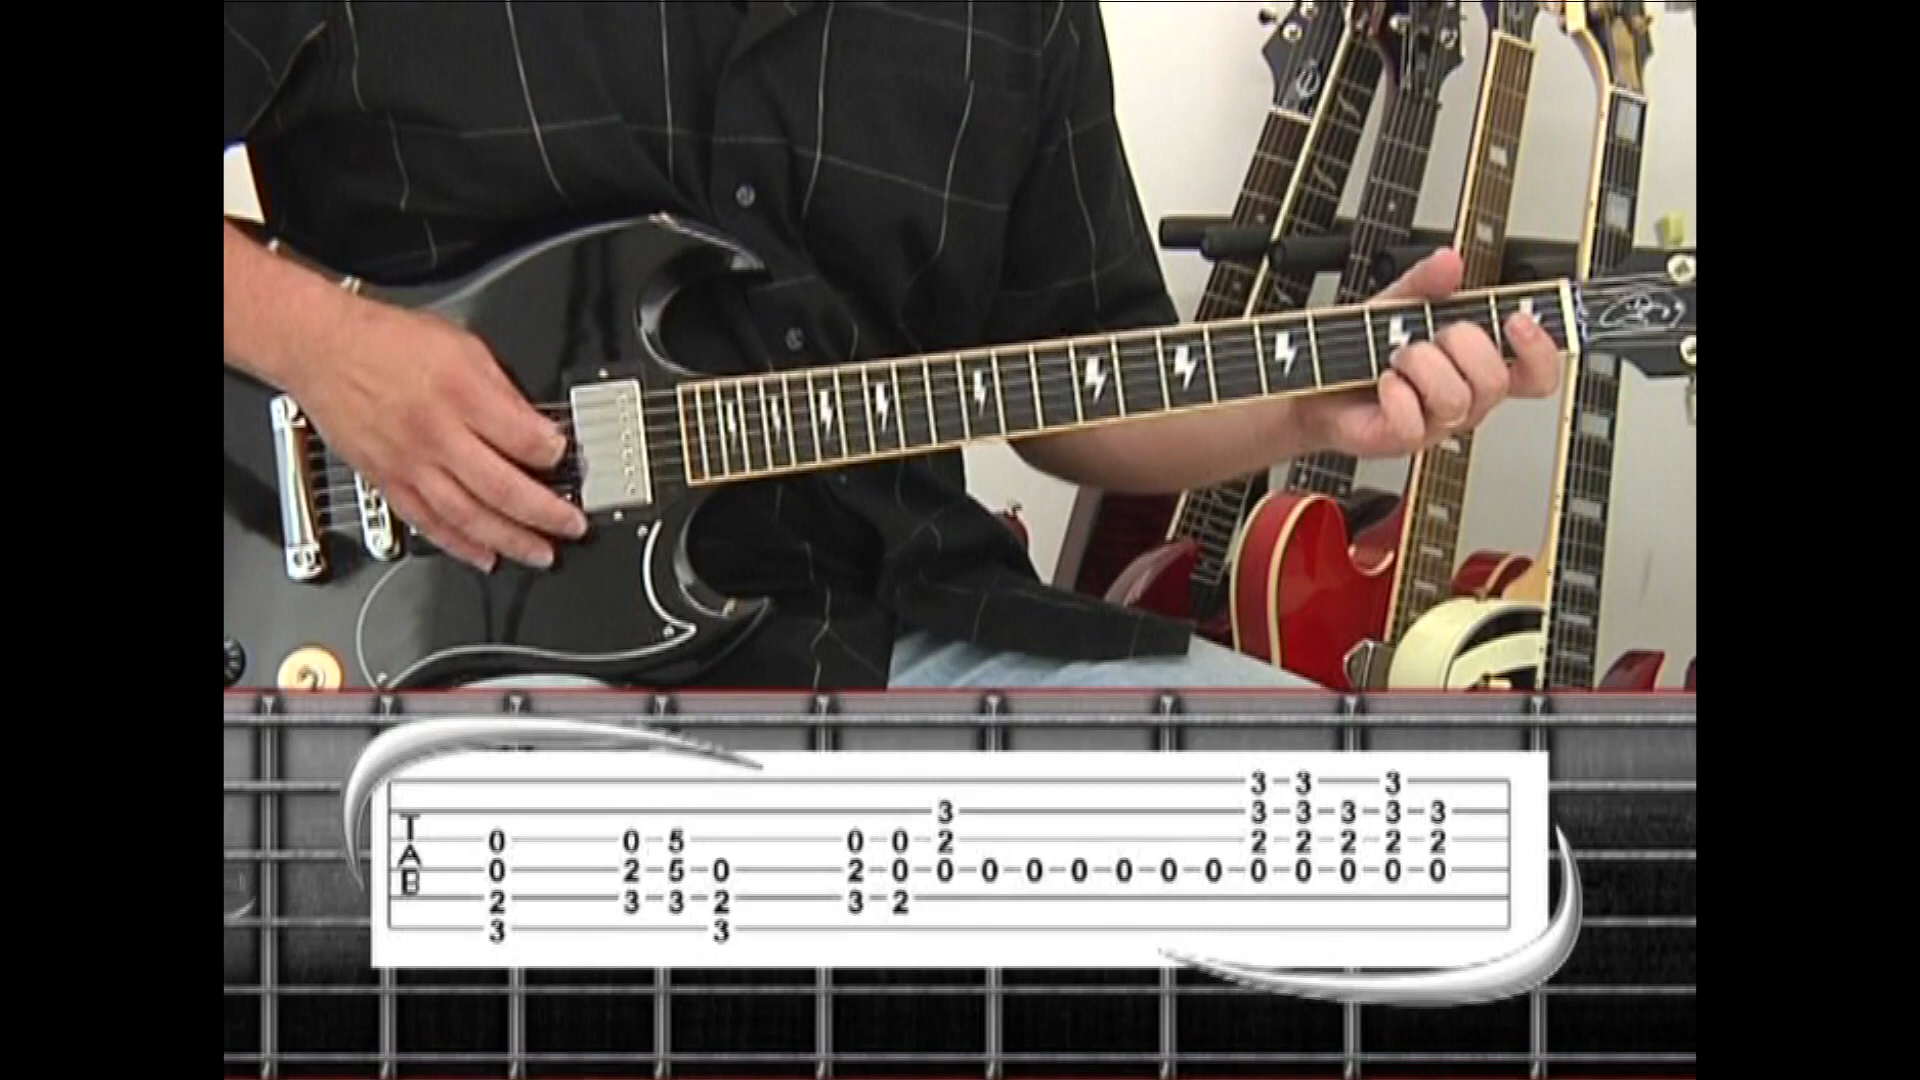 3 3 3
3 3 3 3 3 3
T 0 0 5 0 0 2 2 2 2 2 2
A 0 2 5 0 2 0 0 0 0 0 0 0 0 0 0 0 0 0
B 2 3 3 2 3 2
3 3